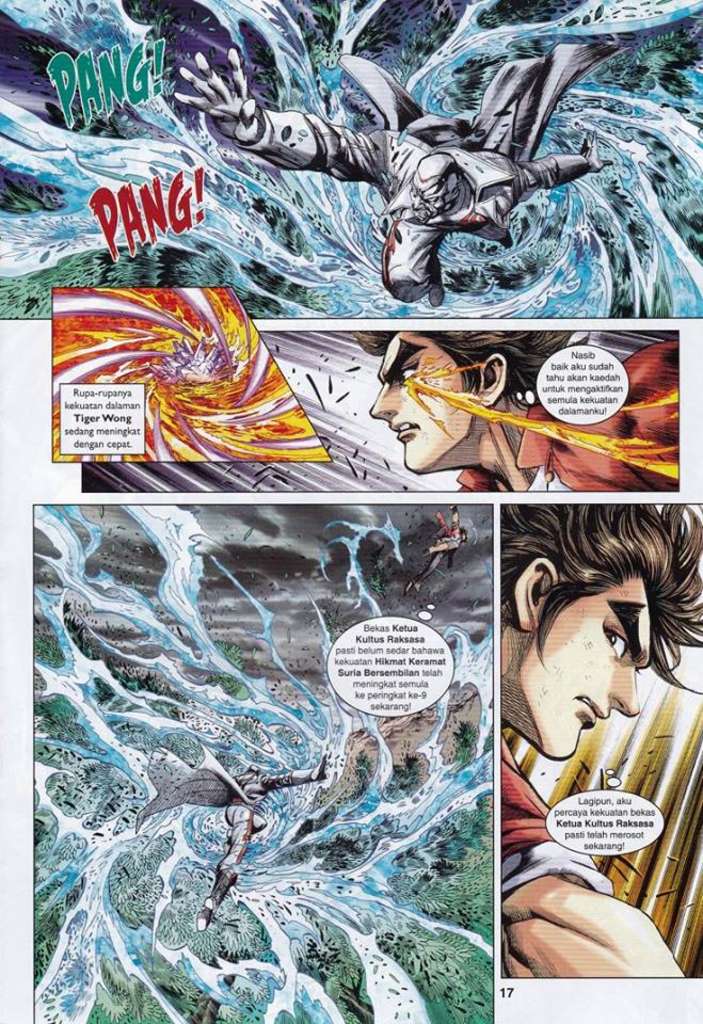 PANG!
PANG!
Rupa-rupanya
kekuatan dalaman
Tiger Wong
sedang meningkat
dengan cepat.
Nasib
baik aku sudah
tahu akan kaedah
untuk mengaktifkan
semula kekuatan
dalamanku!
Bekas Ketua
Kultus Raksasa
pasti belum sedar bahawa
kekuatan Hikmat Keramat
Suria Bersembilan telah
meningkat semula
ke peringkat ke-9
sekarang!
Lagipun, aku
percaya kekuatan bekas
Ketua Kultus Raksasa
pasti telah merosot
sekarang!
17